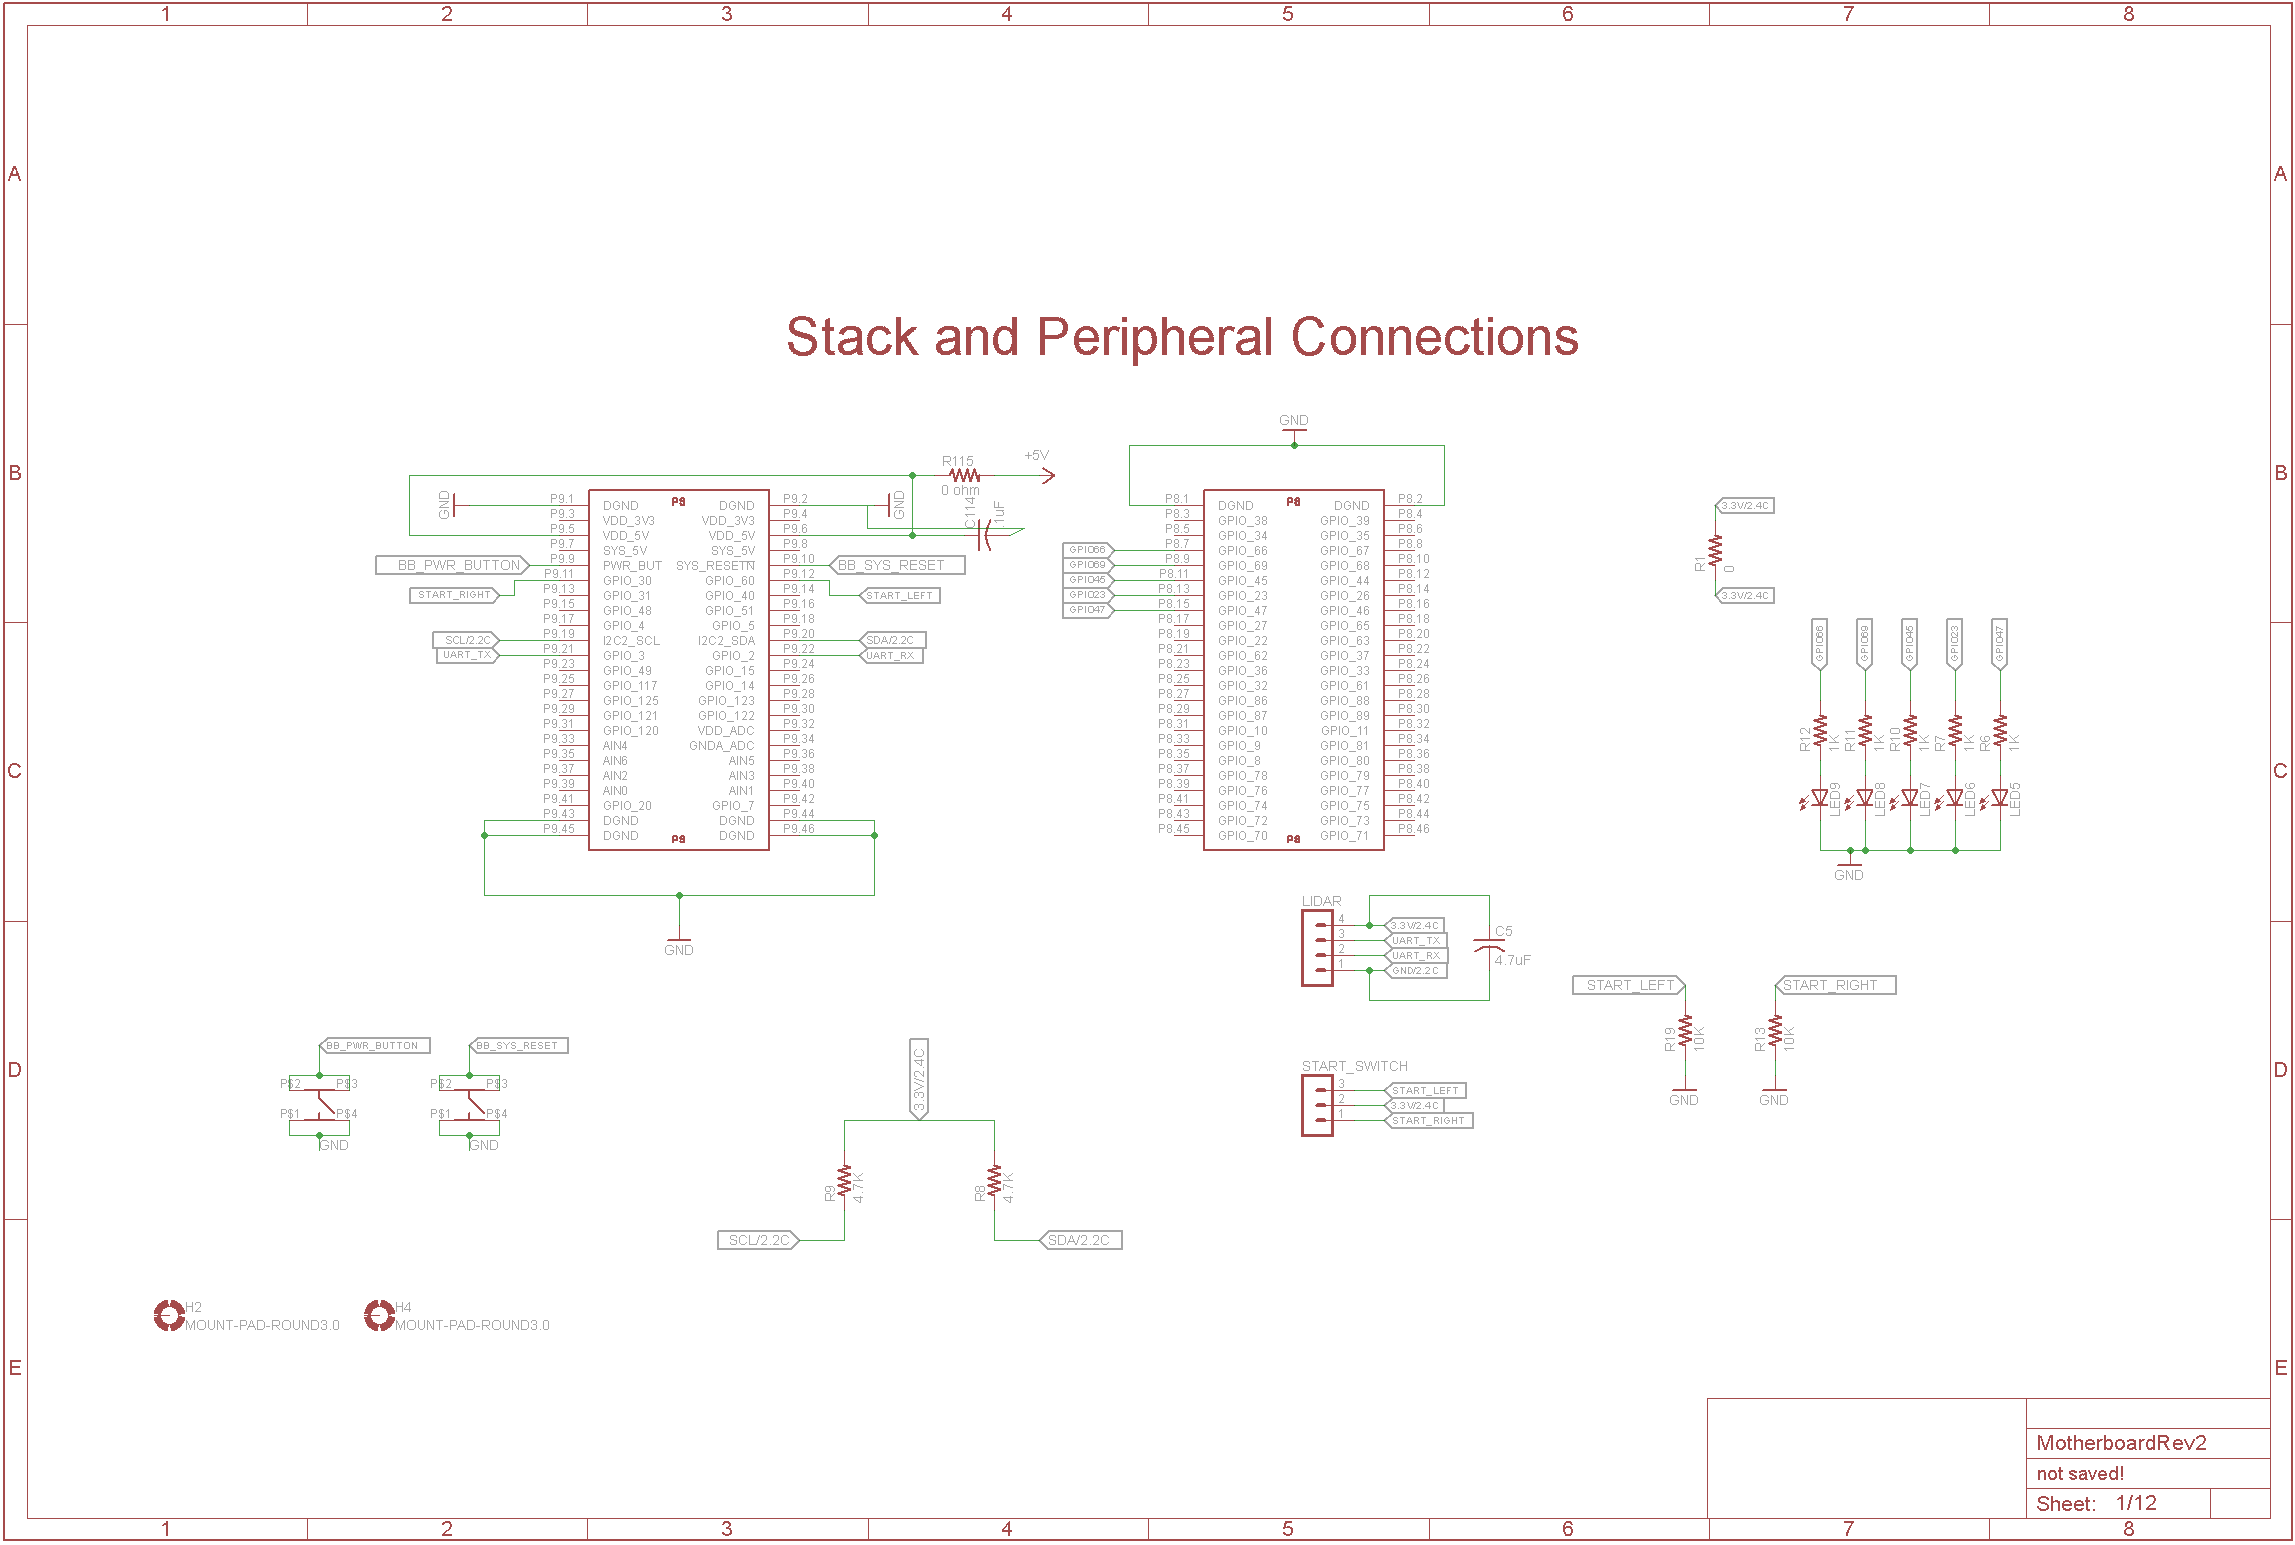 1 2 3 4 5 6 7 8
A A
Stack and Peripheral Connections
B B
R115
0 ohm
+5V
C114
.1uF
GND
GND
P9
P9.1 DGND DGND P9.2
P9.3 VDD_3V3 VDD_3V3 P9.4
P9.5 VDD_5V VDD_5V P9.6
P9.7 SYS_5V SYS_5V P9.8
BB_PWR_BUTTON P9.9 PWR_BUT SYS_RESETN P9.10 BB_SYS_RESET
P9.11 GPIO_30 GPIO_60 P9.12
START_RIGHT P9.13 GPIO_31 GPIO_40 P9.14 START_LEFT
P9.15 GPIO_48 GPIO_51 P9.16
P9.17 GPIO_4 GPIO_5 P9.18
SCL/2.2C P9.19 I2C2_SCL I2C2_SDA P9.20 SDA/2.2C
UART_TX P9.21 GPIO_3 GPIO_2 P9.22 UART_RX
P9.23 GPIO_49 GPIO_15 P9.24
P9.25 GPIO_117 GPIO_14 P9.26
P9.27 GPIO_125 GPIO_123 P9.28
P9.29 GPIO_121 GPIO_122 P9.30
P9.31 GPIO_120 VDD_ADC P9.32
P9.33 AIN4 GNDA_ADC P9.34
P9.35 AIN6 AIN5 P9.36
P9.37 AIN2 AIN3 P9.38
P9.39 AIN0 AIN1 P9.40
P9.41 GPIO_20 GPIO_7 P9.42
P9.43 DGND DGND P9.44
P9.45 DGND DGND P9.46
P9
GND
GND
P8
P8.1 DGND DGND P8.2
P8.3 GPIO_38 GPIO_39 P8.4
P8.5 GPIO_34 GPIO_35 P8.6
GPIO66 P8.7 GPIO_66 GPIO_67 P8.8
GPIO69 P8.9 GPIO_69 GPIO_68 P8.10
GPIO45 P8.11 GPIO_45 GPIO_44 P8.12
GPIO23 P8.13 GPIO_23 GPIO_26 P8.14
GPIO47 P8.15 GPIO_47 GPIO_46 P8.16
P8.17 GPIO_27 GPIO_65 P8.18
P8.19 GPIO_22 GPIO_63 P8.20
P8.21 GPIO_62 GPIO_37 P8.22
P8.23 GPIO_36 GPIO_33 P8.24
P8.25 GPIO_32 GPIO_61 P8.26
P8.27 GPIO_86 GPIO_88 P8.28
P8.29 GPIO_87 GPIO_89 P8.30
P8.31 GPIO_10 GPIO_11 P8.32
P8.33 GPIO_9 GPIO_81 P8.34
P8.35 GPIO_8 GPIO_80 P8.36
P8.37 GPIO_78 GPIO_79 P8.38
P8.39 GPIO_76 GPIO_77 P8.40
P8.41 GPIO_74 GPIO_75 P8.42
P8.43 GPIO_72 GPIO_73 P8.44
P8.45 GPIO_70 GPIO_71 P8.46
P8
3.3V/2.4C
R1
0
3.3V/2.4C
GPIO66 GPIO69 GPIO45 GPIO23 GPIO47
R12 1K R11 1K R10 1K R7 1K R6 1K
LED9 LED8 LED7 LED6 LED5
GND
C C
LIDAR
4 3.3V/2.4C
3 UART_TX
2 UART_RX
1 GND/2.2C
C5
4.7uF
START_LEFT
R19
10K
GND
START_RIGHT
R13
10K
GND
START_SWITCH
3 START_LEFT
2 3.3V/2.4C
1 START_RIGHT
D D
BB_PWR_BUTTON
P$2 P$3
P$1 P$4
GND
BB_SYS_RESET
P$2 P$3
P$1 P$4
GND
3.3V/2.4C
R9
4.7K
R8
4.7K
SCL/2.2C
SDA/2.2C
H2
MOUNT-PAD-ROUND3.0
H4
MOUNT-PAD-ROUND3.0
E E
MotherboardRev2
not saved!
Sheet: 1/12
1 2 3 4 5 6 7 8